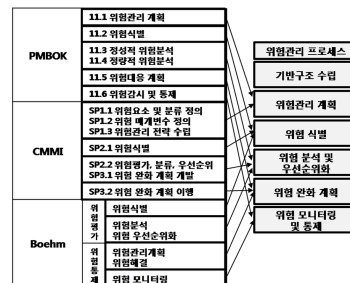 PMBOK
11.1 위험관리 계획
11.2 위험식별
11.3 정성적 위험분석
11.4 정량적 위험분석
11.5 위험대응 계획
11.6 위험감시 및 통제
CMMI
SP1.1 위험요소 및 분류 정의
SP1.2 위험 매개변수 정의
SP1.3 위험관리 전략 수립
SP2.1 위험식별
SP2.2 위험평가, 분류, 우선순위
SP3.1 위험 완화 계획 개발
SP3.2 위험 완화 계획 이행
Boehm
위험평가
위험식별
위험분석
위험 우선순위화
위험통제
위험관리계획
위험해결
위험 모니터링
위험관리 프로세스
기반구조 수립
위험관리 계획
위험 식별
위험 분석 및
우선순위화
위험 완화 계획
위험 모니터링
및 통제